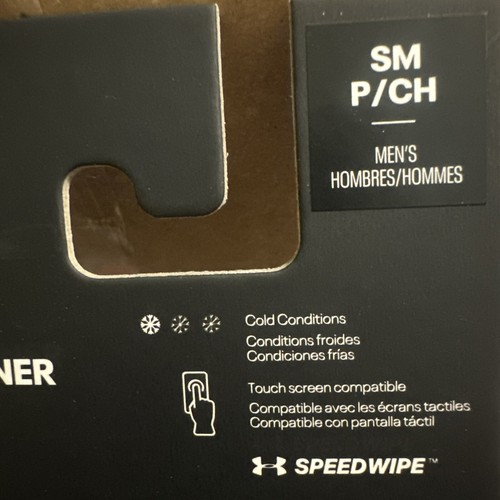 SM
P/CH
MEN'S
HOMBRES/HOMMES
Cold Conditions
Conditions froides
Condiciones frías
NER
Touch screen compatible
Compatible avec les écrans tactiles
Compatible con pantalla táctil
SPEEDWIPE™